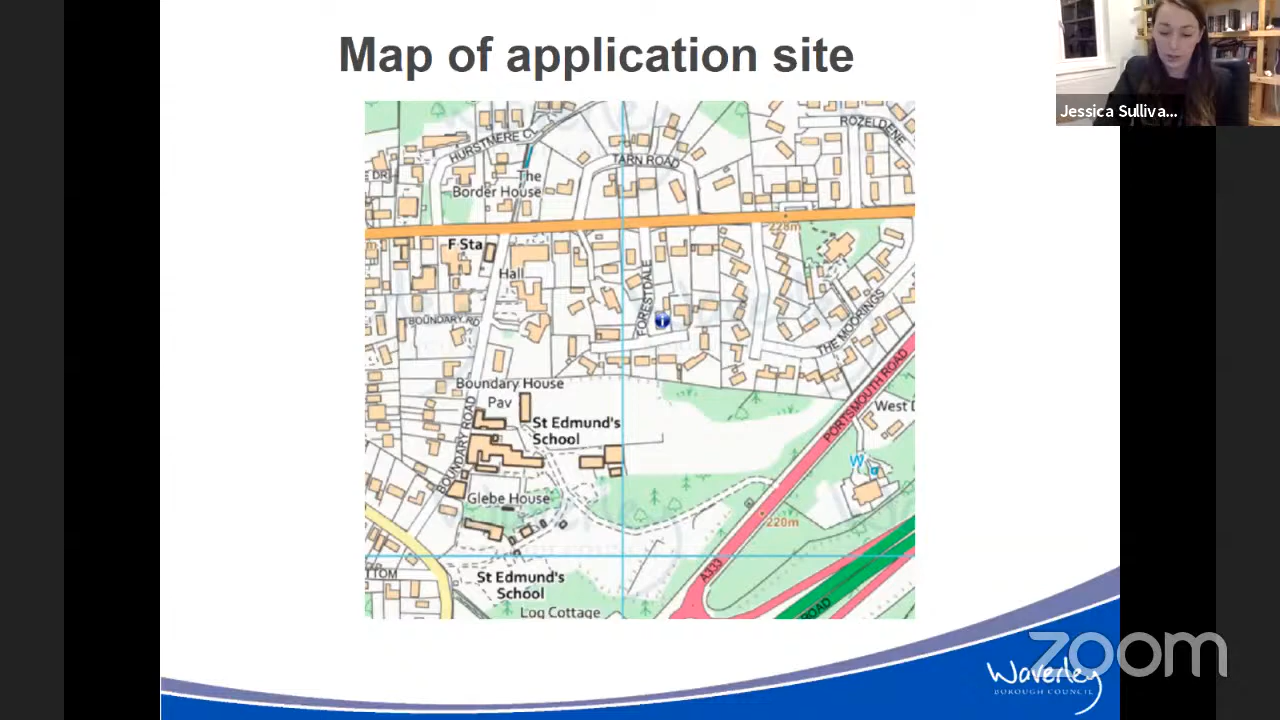 Map of application site
Jessica Sulliva...
ROZELDENE
HURSTMERE
TARN ROAD
The
Border House
228m
F Sta
Hall
FORESTDALE
BOUNDARY RD
THE MOORINGS
Boundary House
Pav
St Edmund's
School
BOUNDARY ROAD
PORTSMOUTH ROAD
West
W
Glebe House
220m
A333
TTOM
St Edmund's
School
Log Cottage
ROAD
zoom
Waverley
BOROUGH COUNCIL